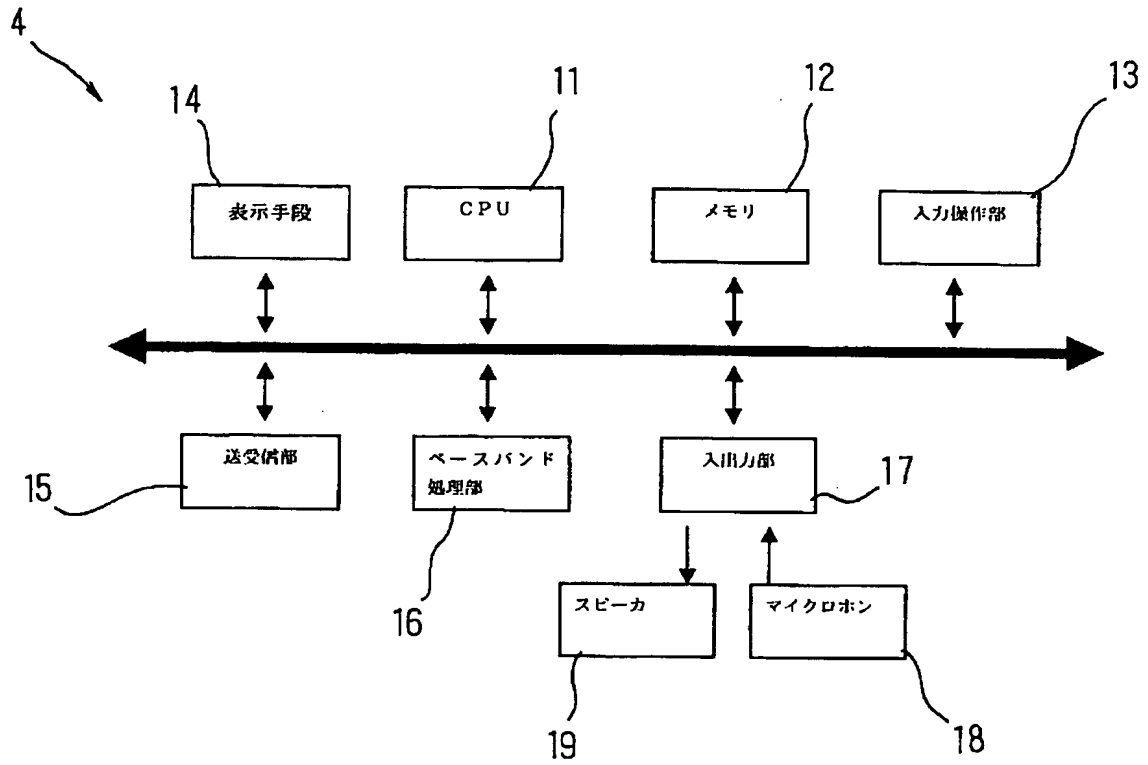 4
14
11
12
13
表示手段
CPU
メモリ
入力操作部
送受信部
ベースバンド
処理部
入出力部
15
16
17
スピーカ
マイクロホン
19
18